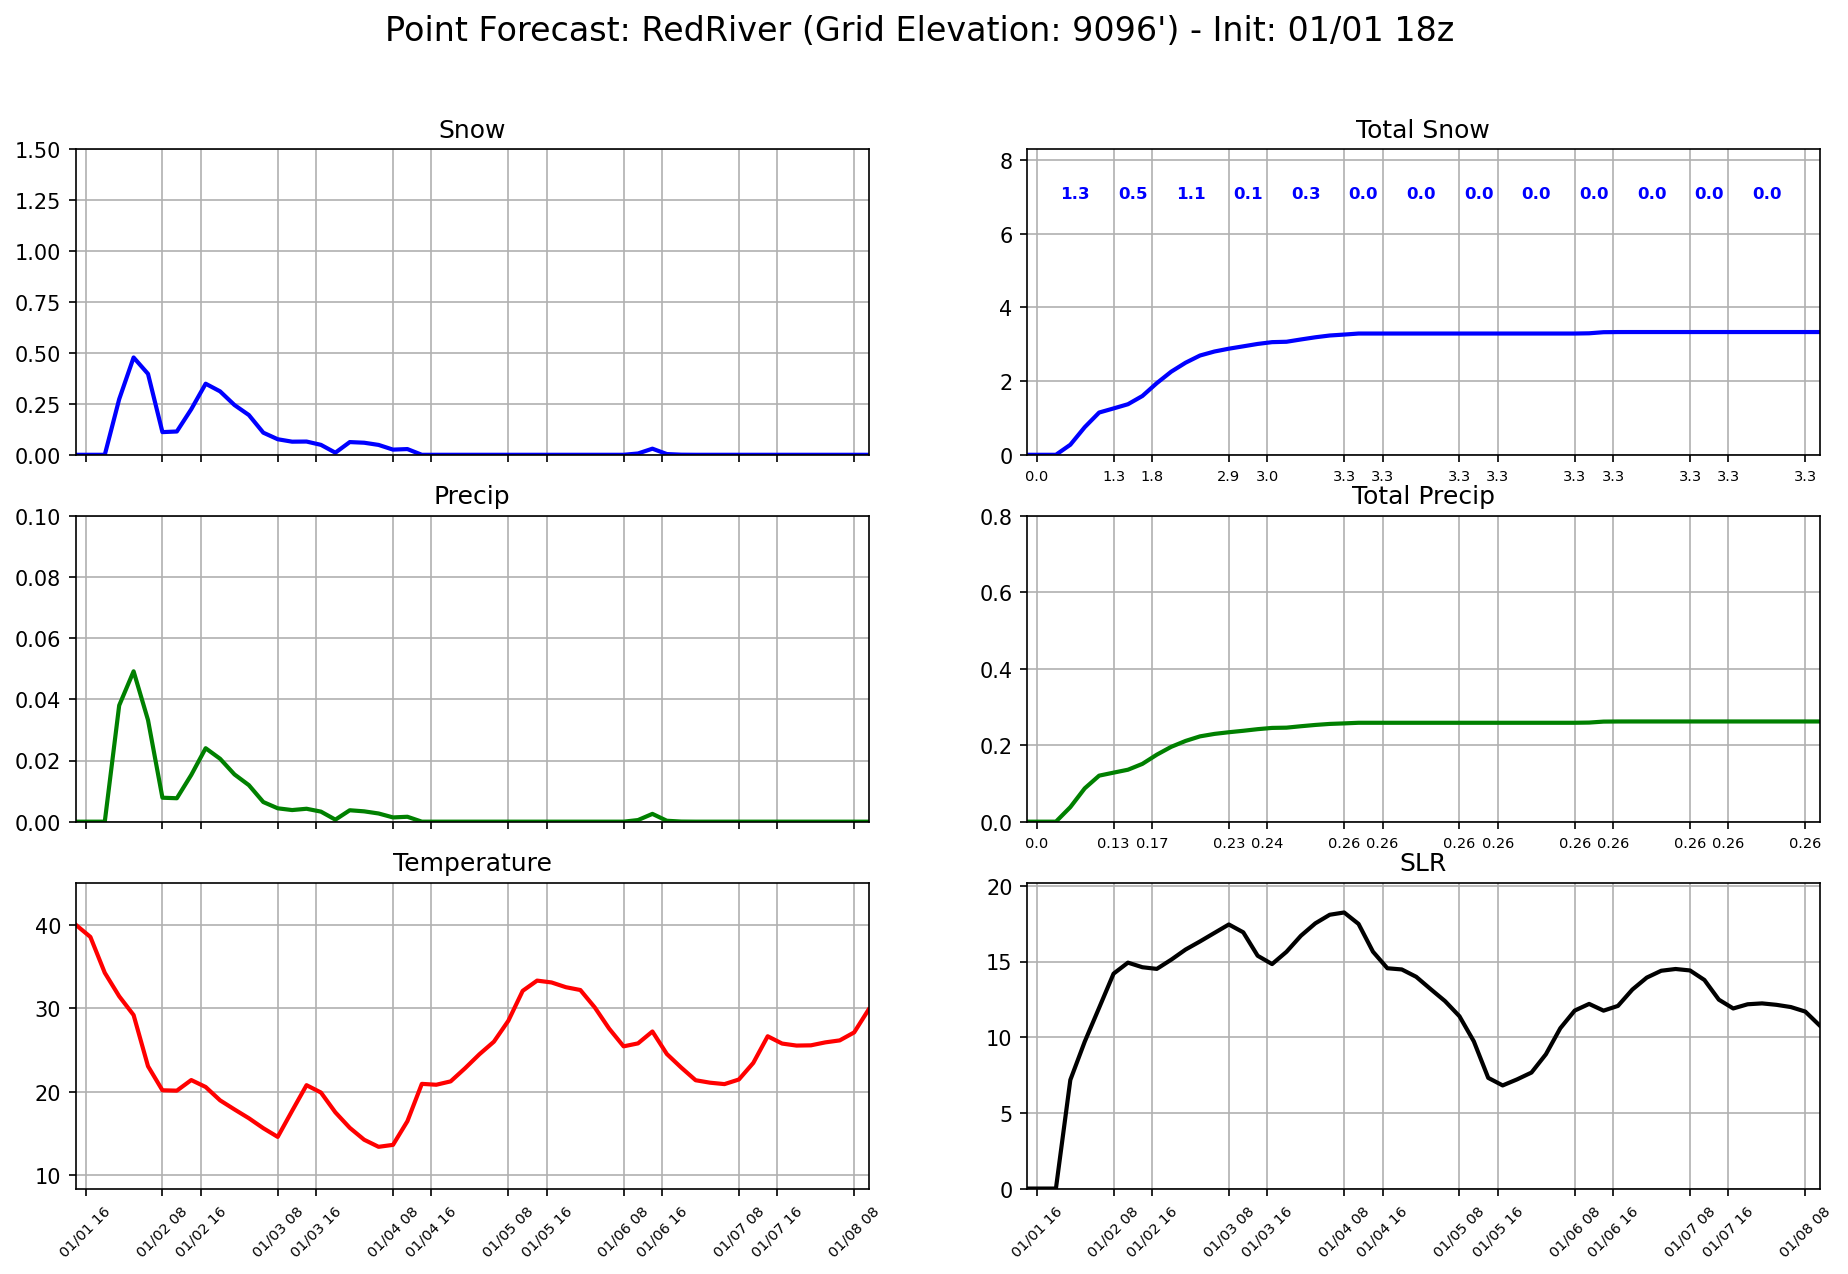 Point Forecast: RedRiver (Grid Elevation: 9096') - Init: 01/01 18z
Snow
1.50
1.25
1.00
0.75
0.50
0.25
0.00
Total Snow
8
6
4
2
0
1.3 0.5 1.1 0.1 0.3 0.0 0.0 0.0 0.0 0.0 0.0 0.0 0.0
0.0 1.3 1.8 2.9 3.0 3.3 3.3 3.3 3.3 3.3 3.3 3.3 3.3 3.3
Precip
0.10
0.08
0.06
0.04
0.02
0.00
Total Precip
0.8
0.6
0.4
0.2
0.0
0.0 0.13 0.17 0.23 0.24 0.26 0.26 0.26 0.26 0.26 0.26 0.26 0.26 0.26
Temperature
40
30
20
10
01/01 16 01/02 08 01/02 16 01/03 08 01/03 16 01/04 08 01/04 16 01/05 08 01/05 16 01/06 08 01/06 16 01/07 08 01/07 16 01/08 08
SLR
20
15
10
5
0
01/01 16 01/02 08 01/02 16 01/03 08 01/03 16 01/04 08 01/04 16 01/05 08 01/05 16 01/06 08 01/06 16 01/07 08 01/07 16 01/08 08